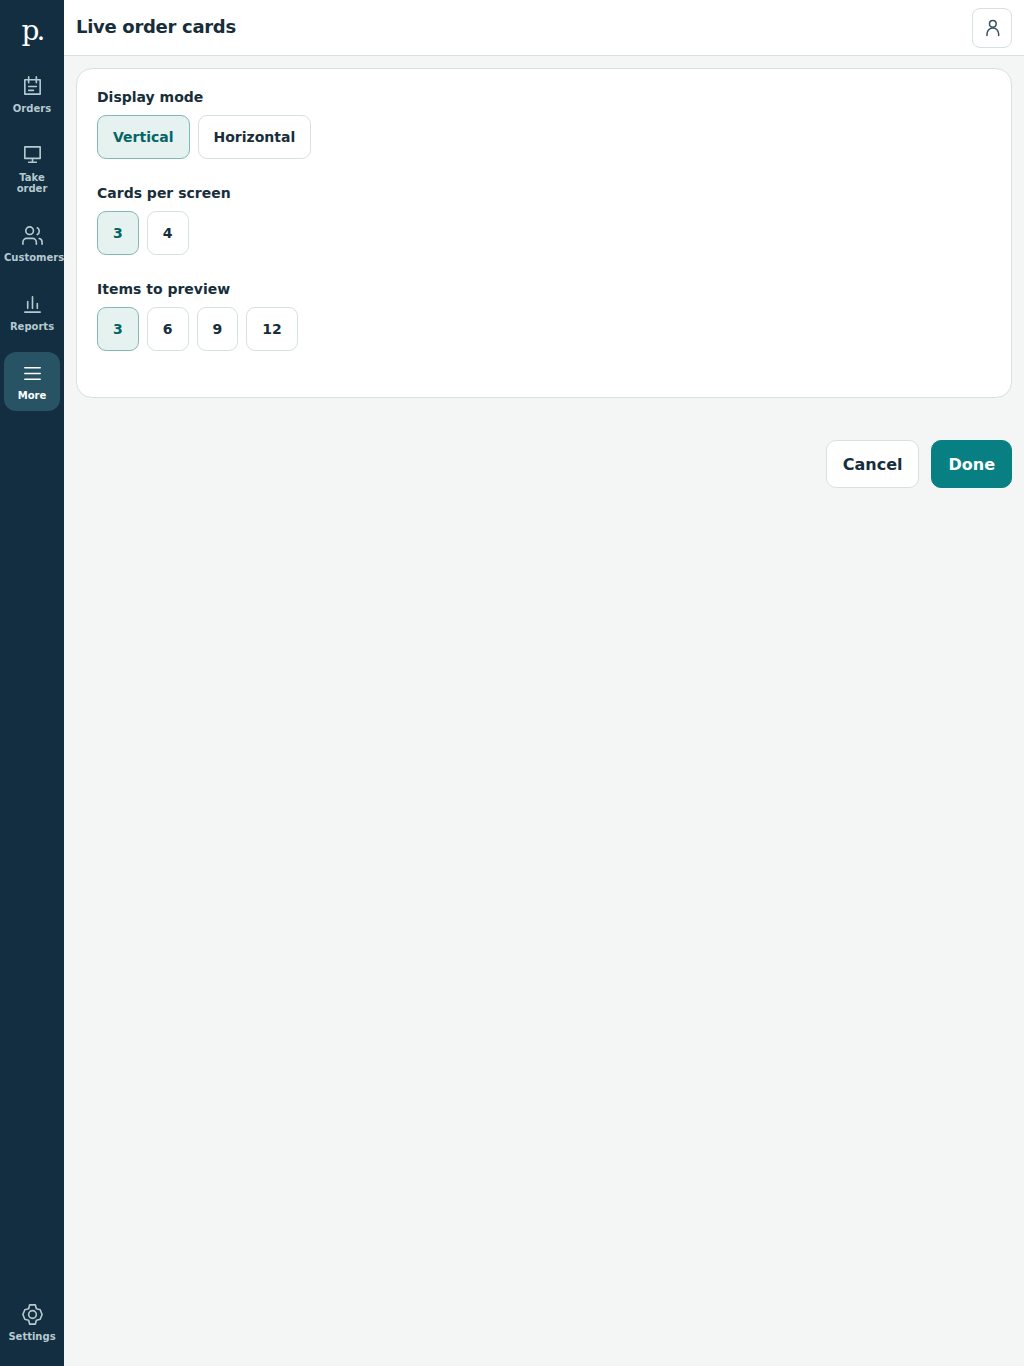 p.
Live order cards
Orders
Take
order
Customers
Reports
More
Settings
Display mode
Vertical Horizontal
Cards per screen
3 4
Items to preview
3 6 9 12
Cancel Done